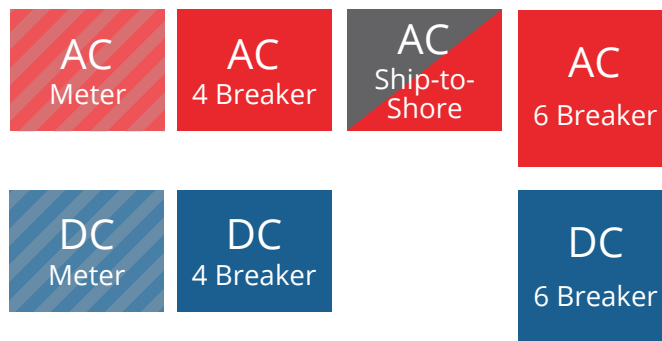 AC
Meter
AC
4 Breaker
AC
Ship-to-
Shore
AC
6 Breaker
DC
Meter
DC
4 Breaker
DC
6 Breaker